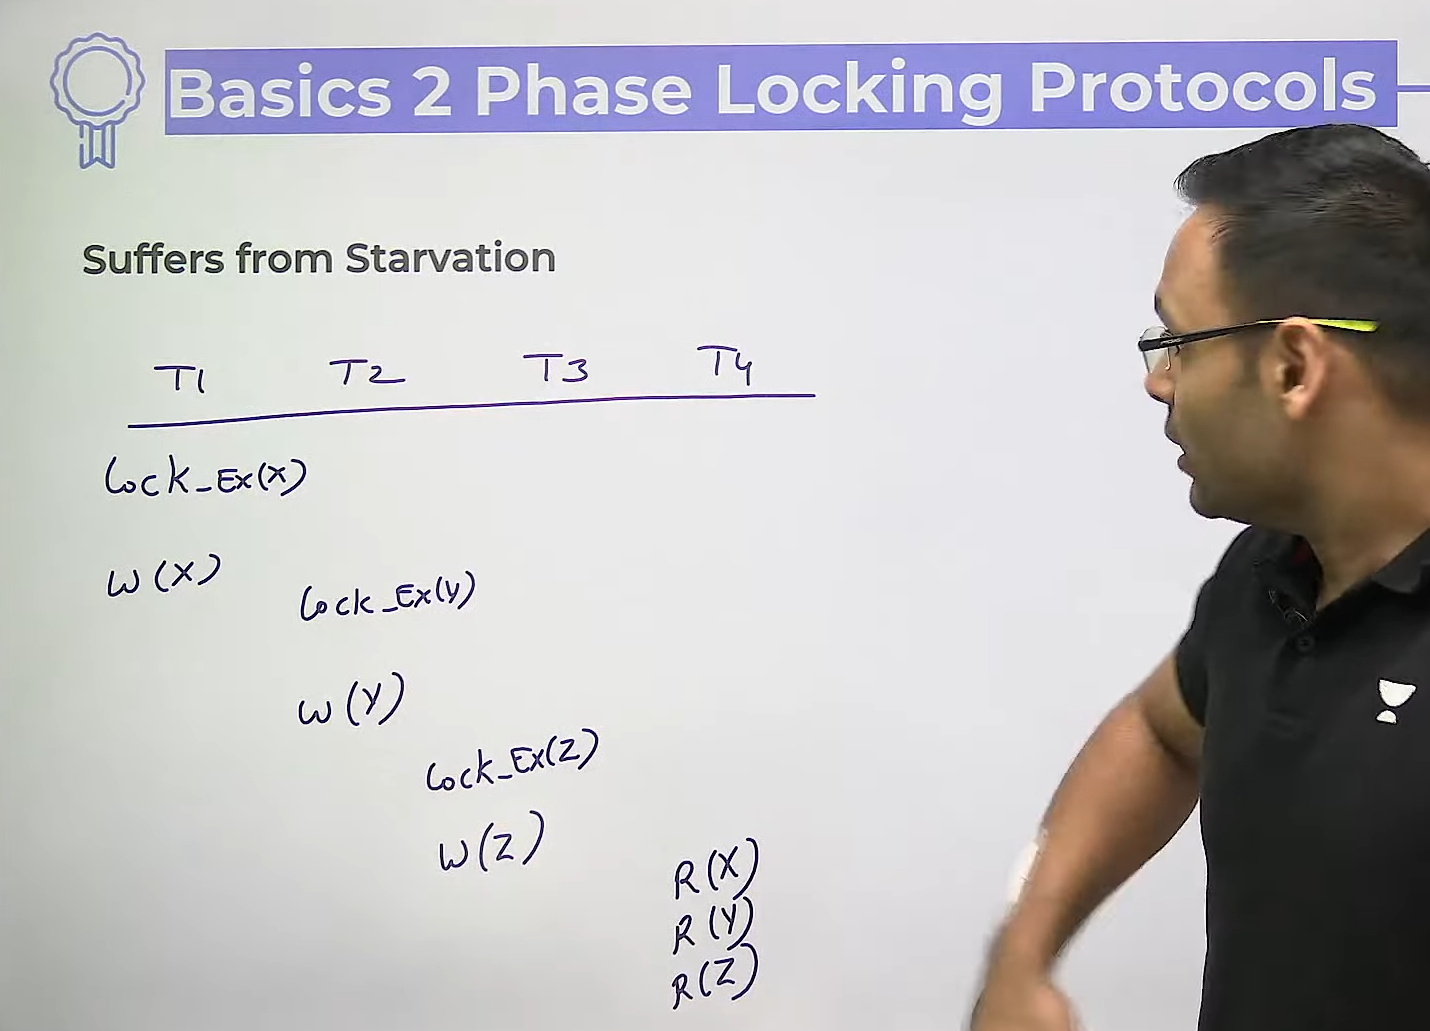 Basics 2 Phase Locking Protocols
Suffers from Starvation
T1 T2 T3 T4
Lock_Ex(X)
W(X)
Lock_Ex(Y)
W(Y)
Lock_Ex(Z)
W(Z)
R(X)
R(Y)
R(Z)